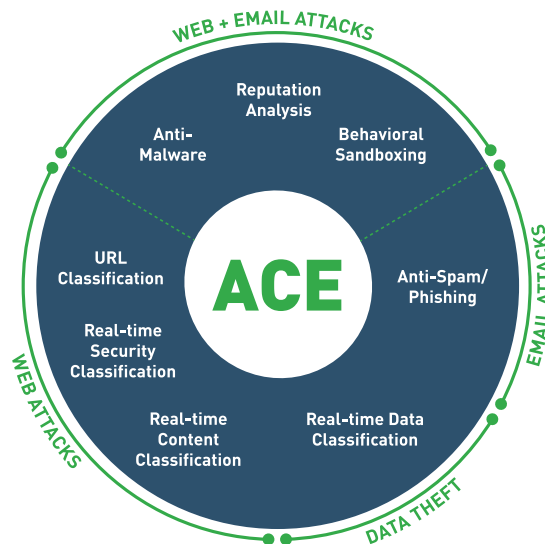 WEB + EMAIL ATTACKS
Reputation
Analysis
Anti-
Malware
Behavioral
Sandboxing
URL
Classification
ACE
Anti-Spam/
Phishing
EMAIL ATTACKS
Real-time
Security
Classification
WEB ATTACKS
Real-time
Content
Classification
Real-time Data
Classification
DATA THEFT